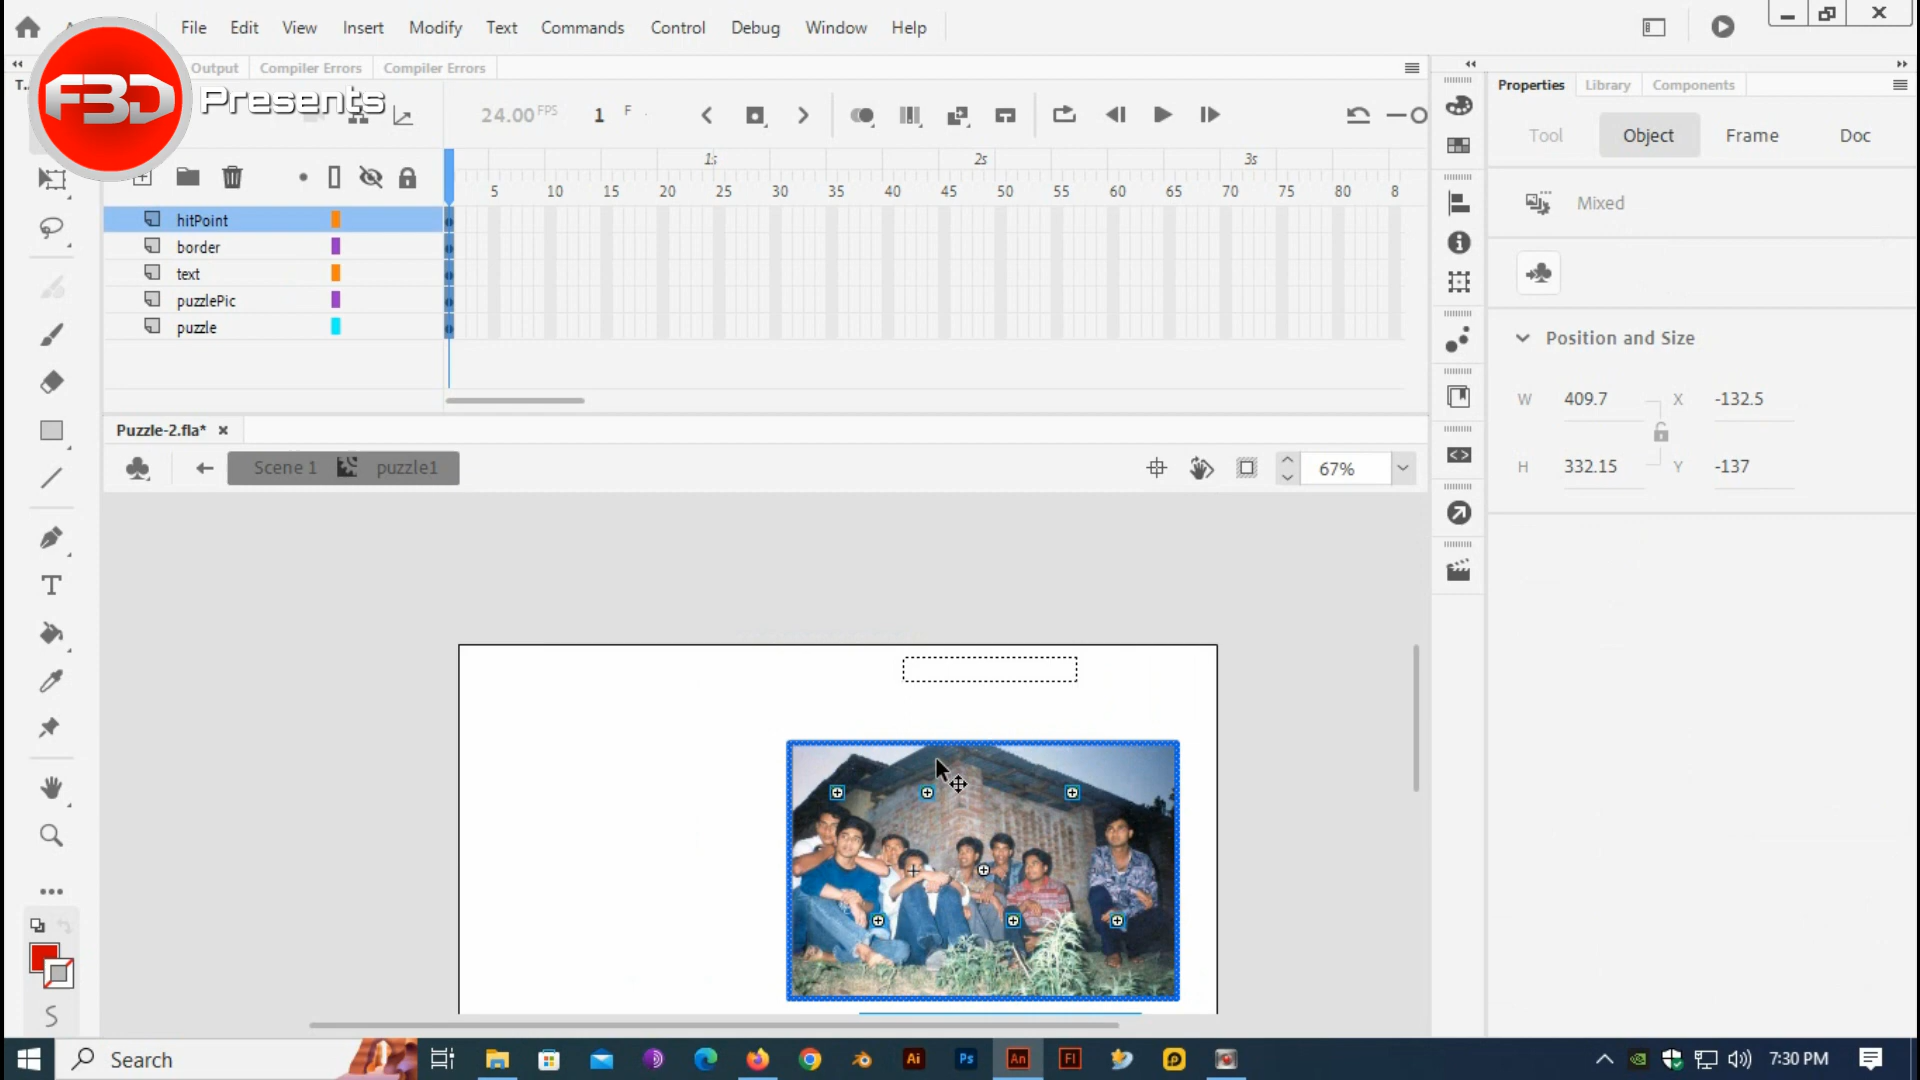 File Edit View Insert Modify Text Commands Control Debug Window Help
F3D Presents
T...
Output Compiler Errors Compiler Errors
24.00 FPS 1 F
1s 2s 3s
5 10 15 20 25 30 35 40 45 50 55 60 65 70 75 80 8
hitPoint
border
text
puzzlePic
puzzle
Puzzle-2.fla*
Scene 1 puzzle1
67%
Properties Library Components
Tool Object Frame Doc
Mixed
Position and Size
W 409.7 X -132.5
H 332.15 Y -137
Search
Ai Ps An Fl
7:30 PM